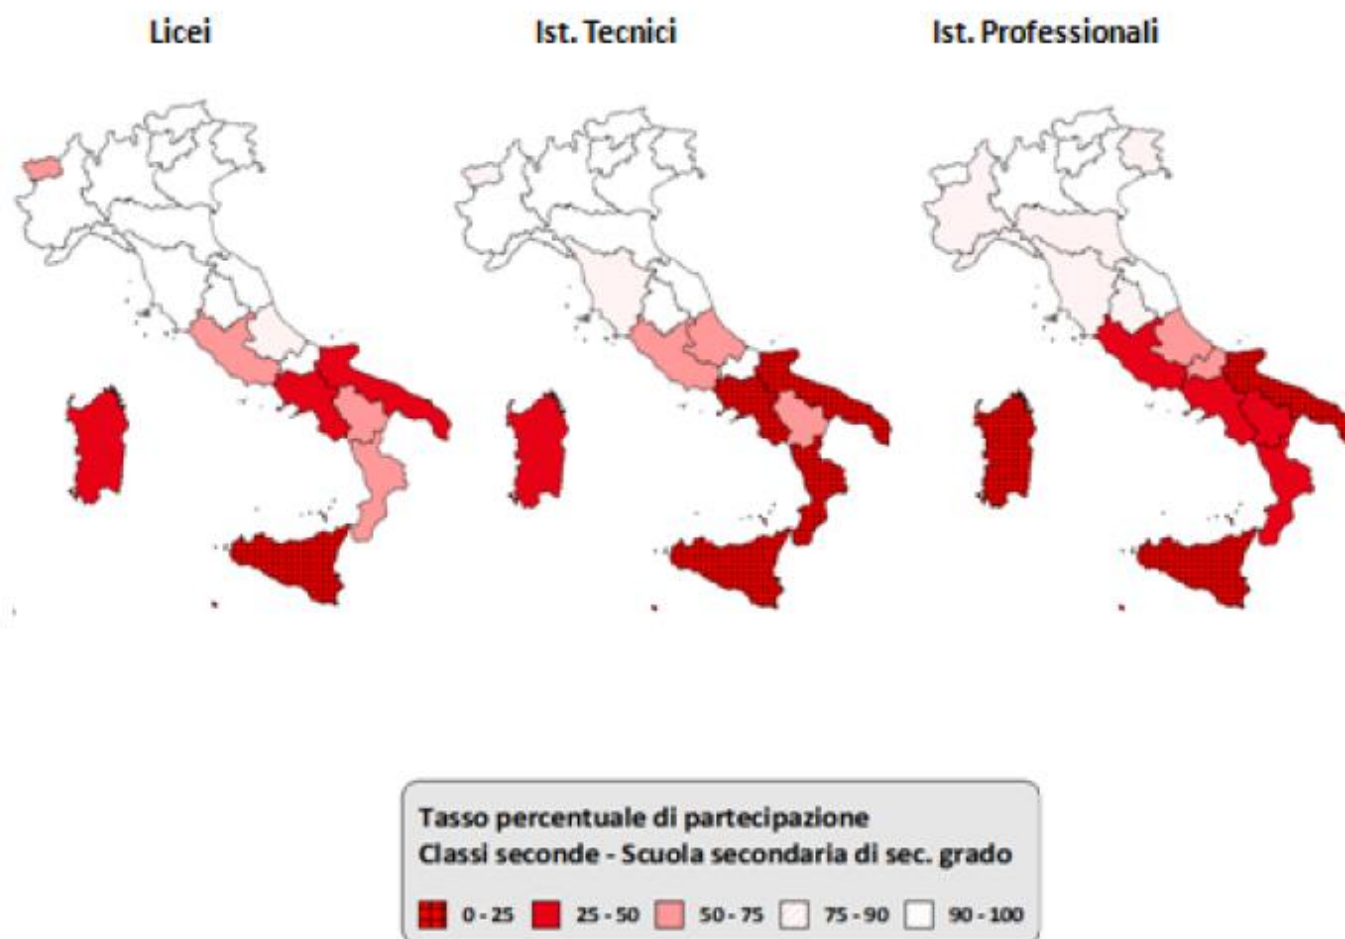 Licei
Ist. Tecnici
Ist. Professionali
Tasso percentuale di partecipazione
Classi seconde - Scuola secondaria di sec. grado
0 - 25
25 - 50
50 - 75
75 - 90
90 - 100